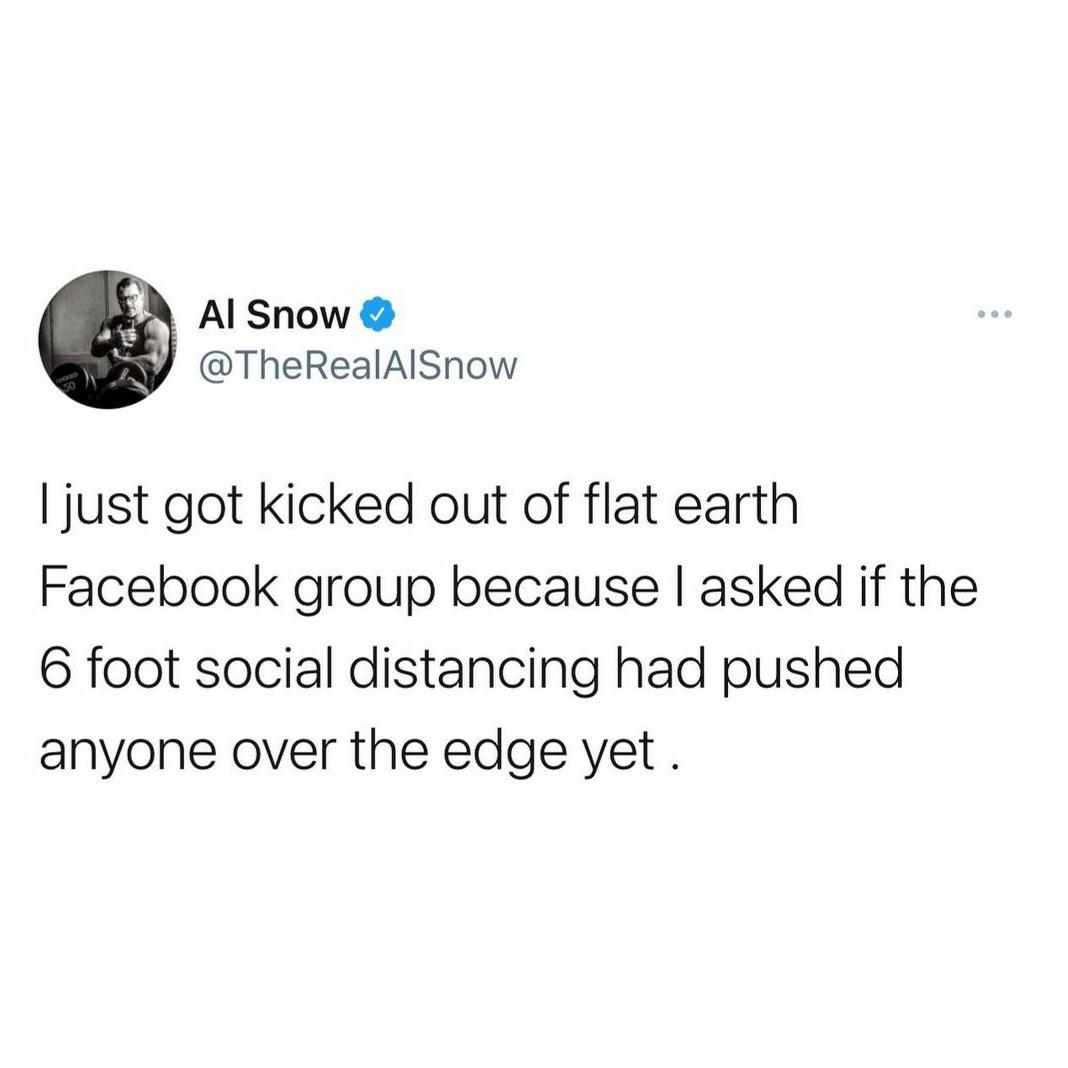 Al Snow
@TheRealAlSnow
I just got kicked out of flat earth
Facebook group because I asked if the
6 foot social distancing had pushed
anyone over the edge yet .